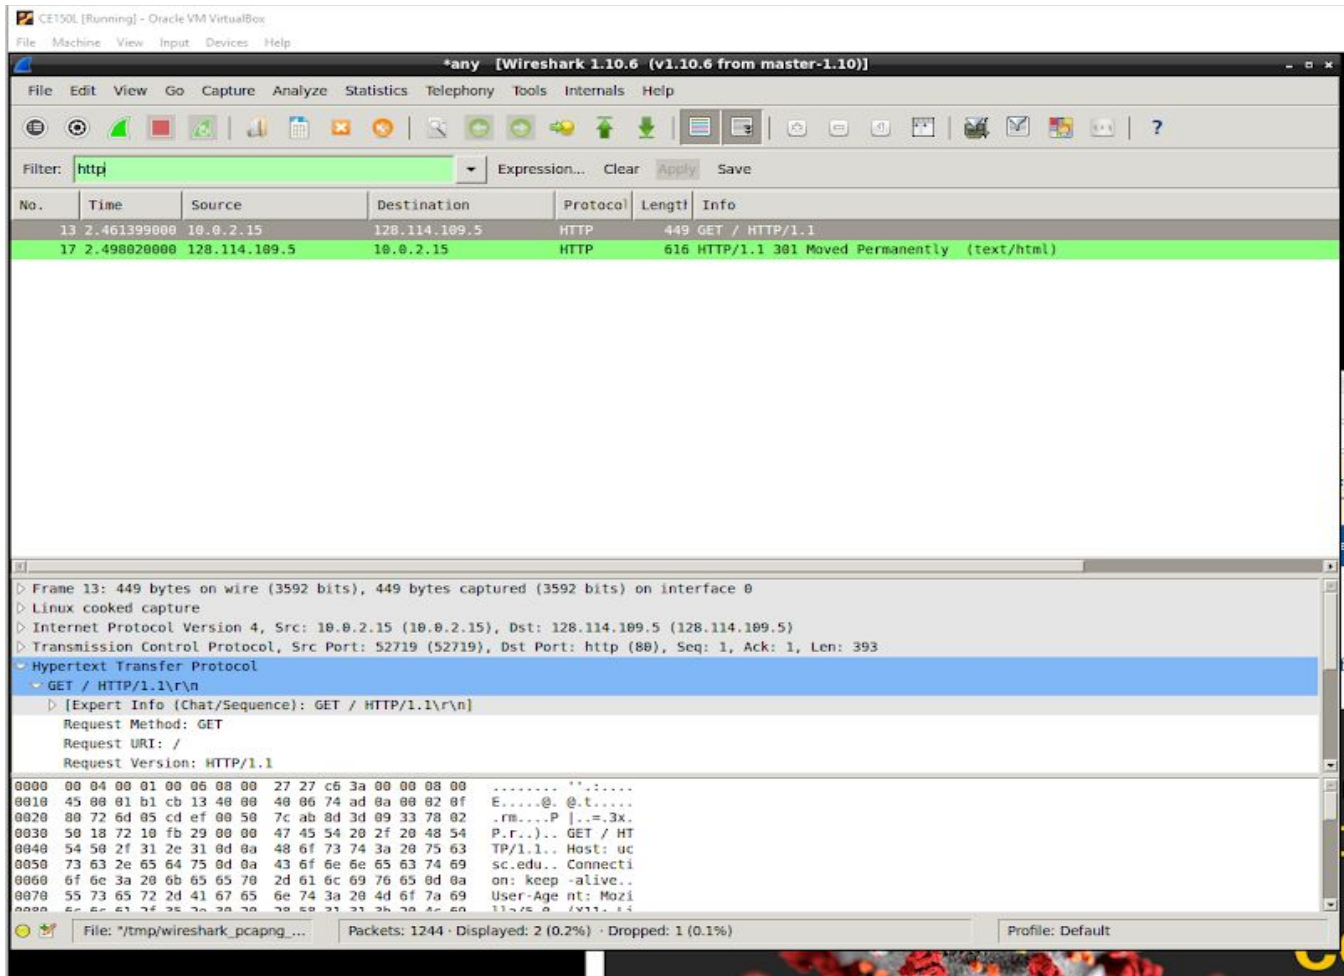 CE150L [Running] - Oracle VM VirtualBox
File Machine View Input Devices Help
*any [Wireshark 1.10.6 (v1.10.6 from master-1.10)]
File Edit View Go Capture Analyze Statistics Telephony Tools Internals Help
Filter: http Expression... Clear Apply Save
No. Time Source Destination Protocol Lengtl Info
13 2.461399000 10.0.2.15 128.114.109.5 HTTP 449 GET / HTTP/1.1
17 2.498020000 128.114.109.5 10.0.2.15 HTTP 616 HTTP/1.1 301 Moved Permanently (text/html)
Frame 13: 449 bytes on wire (3592 bits), 449 bytes captured (3592 bits) on interface 0
Linux cooked capture
Internet Protocol Version 4, Src: 10.0.2.15 (10.0.2.15), Dst: 128.114.109.5 (128.114.109.5)
Transmission Control Protocol, Src Port: 52719 (52719), Dst Port: http (80), Seq: 1, Ack: 1, Len: 393
Hypertext Transfer Protocol
GET / HTTP/1.1\r\n
[Expert Info (Chat/Sequence): GET / HTTP/1.1\r\n]
Request Method: GET
Request URI: /
Request Version: HTTP/1.1
0000 00 04 00 01 00 06 08 00 27 27 c6 3a 00 00 08 00 ........ ''.:....
0010 45 00 01 b1 cb 13 40 00 40 06 74 ad 0a 00 02 0f E.....@. @.t.....
0020 80 72 6d 05 cd ef 00 50 7c ab 8d 3d 09 33 78 02 .rm....P |..=.3x.
0030 50 18 72 10 fb 29 00 00 47 45 54 20 2f 20 48 54 P.r..).. GET / HT
0040 54 50 2f 31 2e 31 0d 0a 48 6f 73 74 3a 20 75 63 TP/1.1.. Host: uc
0050 73 63 2e 65 64 75 0d 0a 43 6f 6e 6e 65 63 74 69 sc.edu.. Connecti
0060 6f 6e 3a 20 6b 65 65 70 2d 61 6c 69 76 65 0d 0a on: keep -alive..
0070 55 73 65 72 2d 41 67 65 6e 74 3a 20 4d 6f 7a 69 User-Age nt: Mozi
File: "/tmp/wireshark_pcapng_... Packets: 1244 · Displayed: 2 (0.2%) · Dropped: 1 (0.1%) Profile: Default